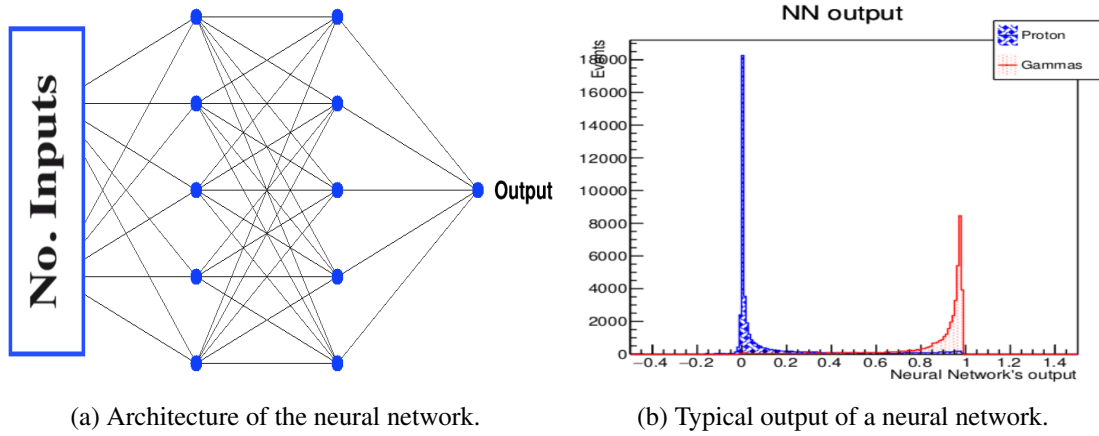 No. Inputs
Output
NN output
Events
Proton
Gammas
18000
16000
14000
12000
10000
8000
6000
4000
2000
0
−0.4 −0.2 0 0.2 0.4 0.6 0.8 1 1.2 1.4
Neural Network's output
(a) Architecture of the neural network.
(b) Typical output of a neural network.